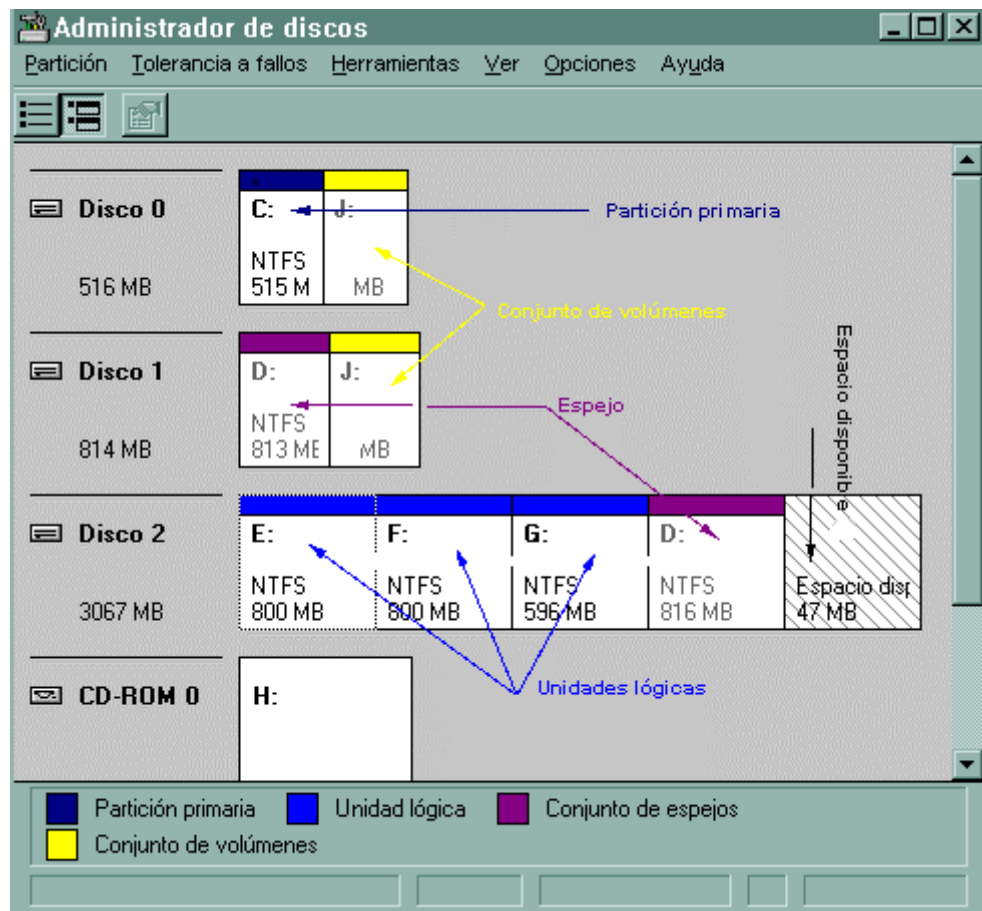 Administrador de discos
Partición Tolerancia a fallos Herramientas Ver Opciones Ayuda
Disco 0
516 MB
C:
NTFS
515 M
J:
MB
Partición primaria
Conjunto de volúmenes
Disco 1
814 MB
D:
NTFS
813 ME
J:
MB
Espejo
Espacio disponible
Disco 2
3067 MB
E:
NTFS
800 MB
F:
NTFS
800 MB
G:
NTFS
596 MB
D:
NTFS
816 MB
Espacio disp
47 MB
Unidades lógicas
CD-ROM 0
H:
Partición primaria Unidad lógica Conjunto de espejos
Conjunto de volúmenes